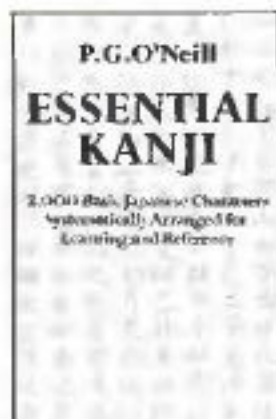 P.G.O'Neill
ESSENTIAL
KANJI
2,000 Basic Japanese Characters
Systematically Arranged for
Learning and Reference